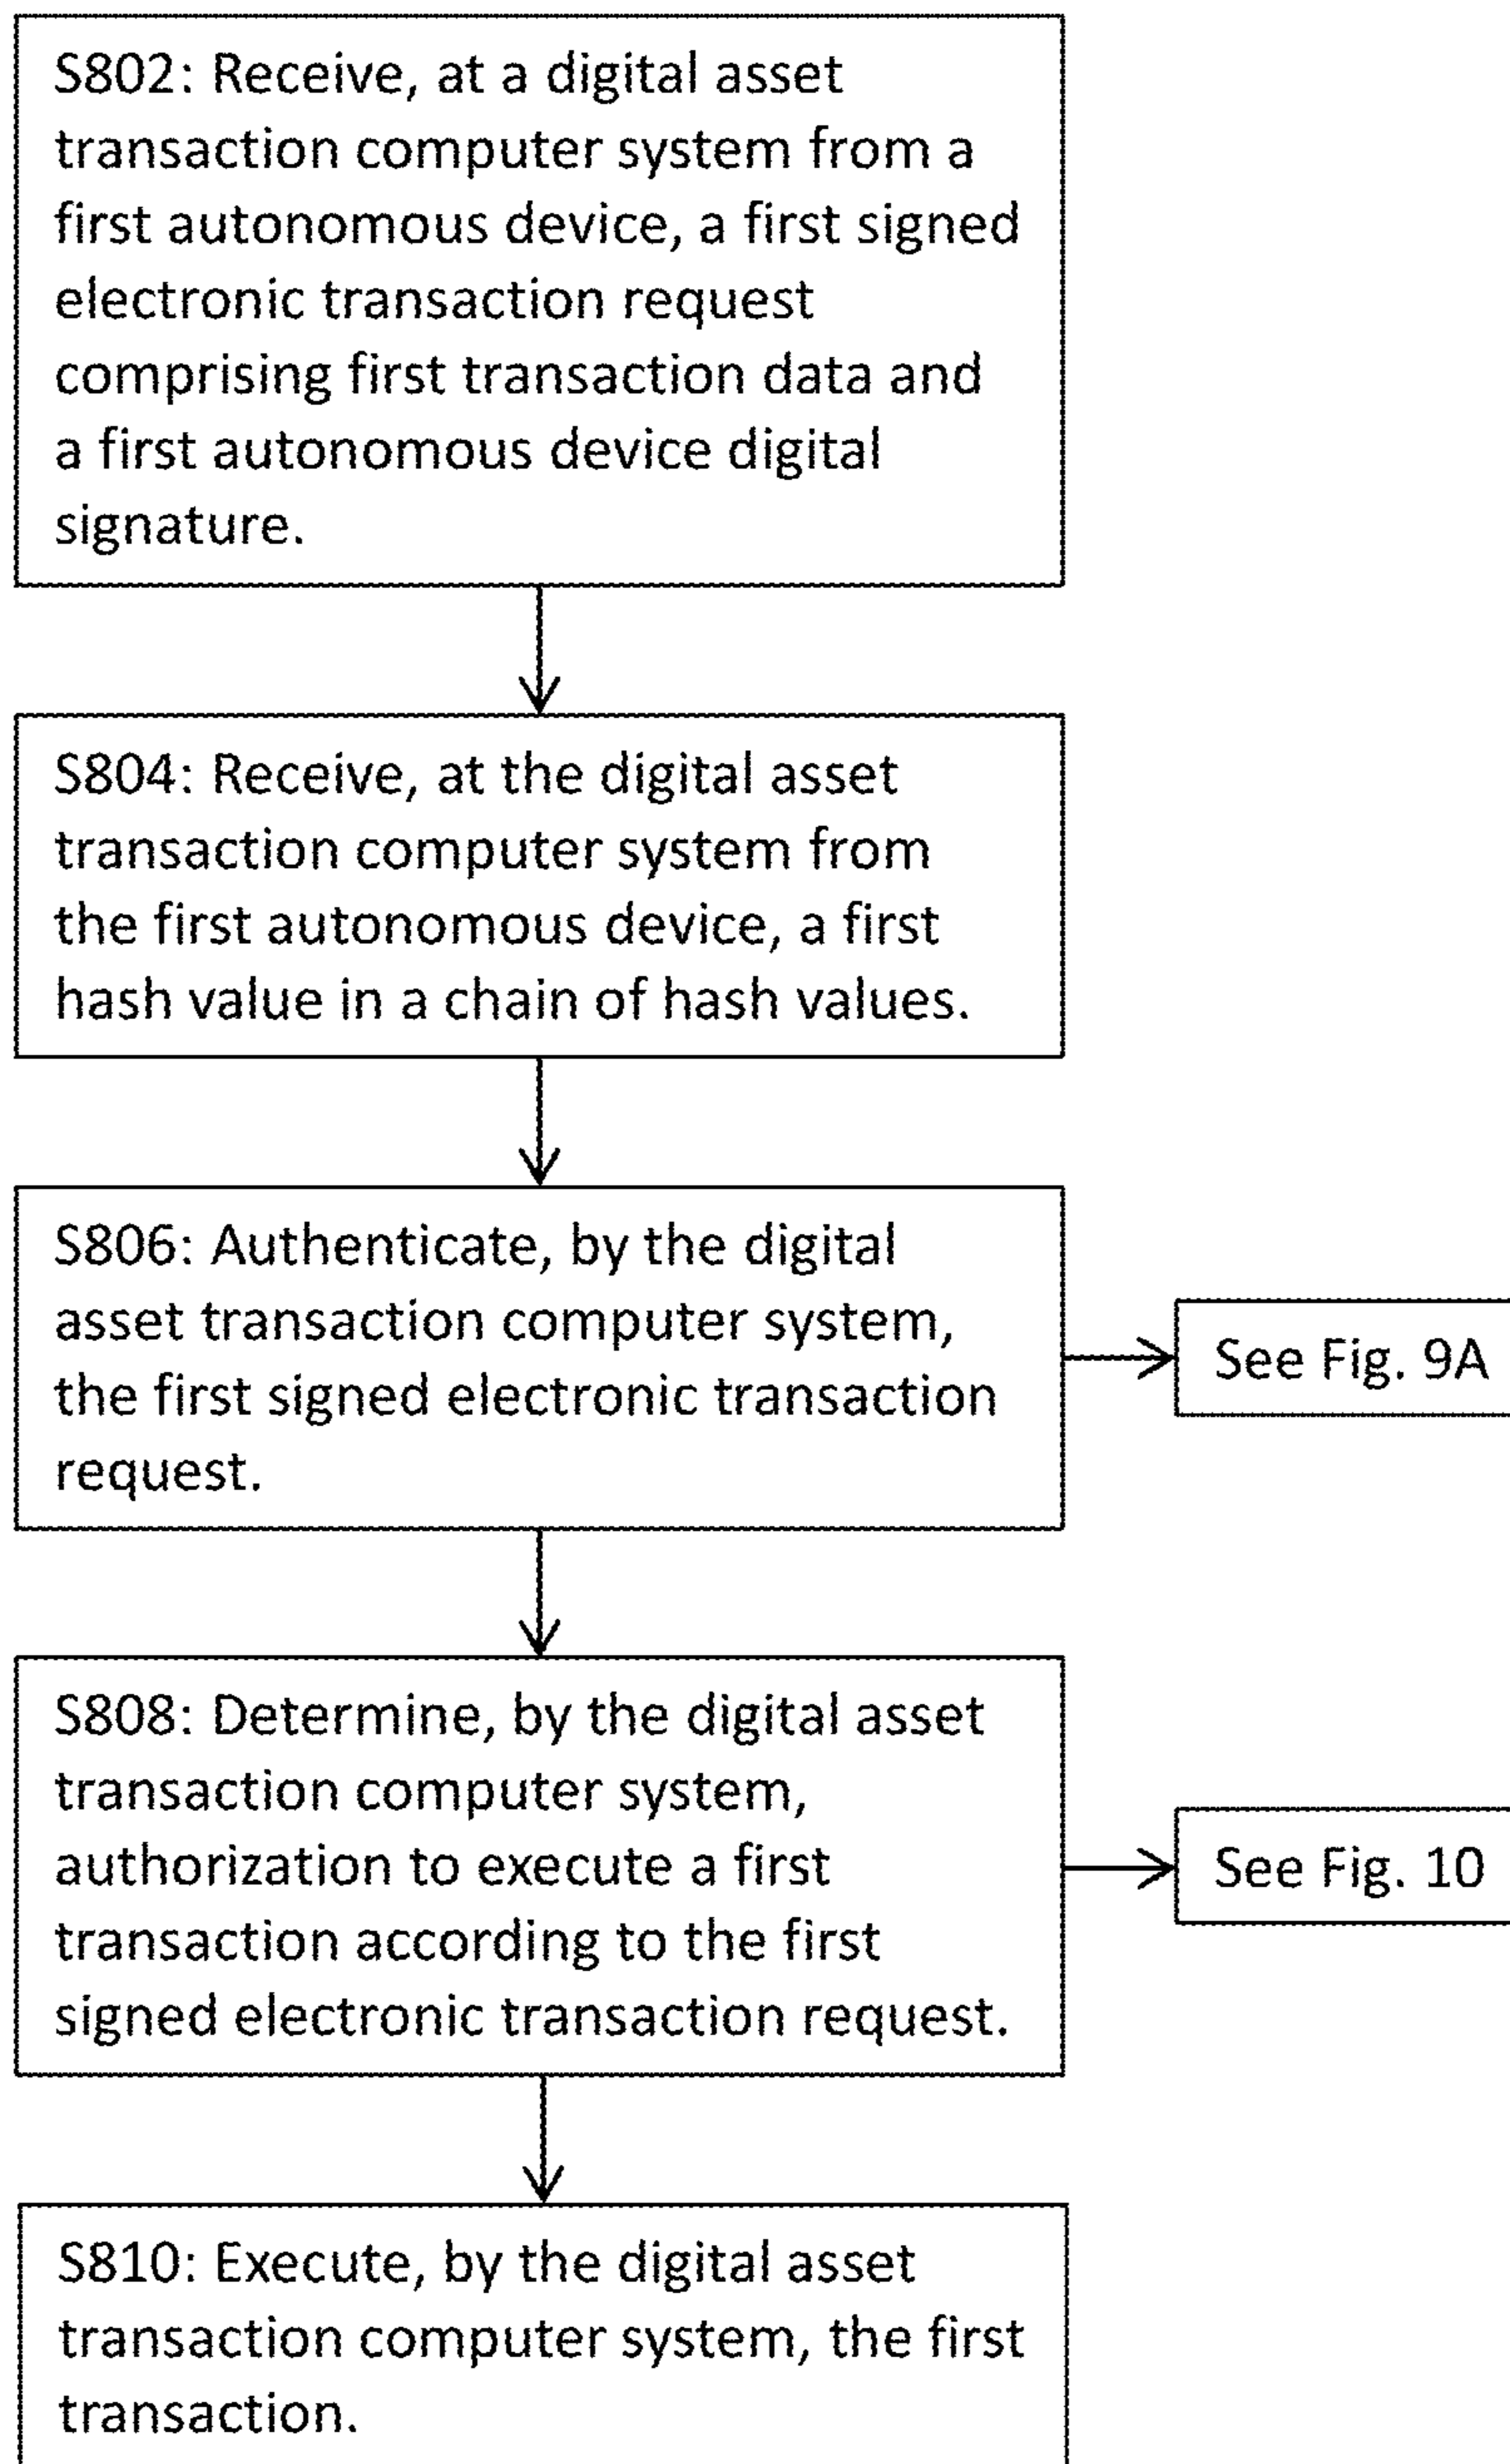 S802: Receive, at a digital asset
transaction computer system from a
first autonomous device, a first signed
electronic transaction request
comprising first transaction data and
a first autonomous device digital
signature.
S804: Receive, at the digital asset
transaction computer system from
the first autonomous device, a first
hash value in a chain of hash values.
S806: Authenticate, by the digital
asset transaction computer system,
the first signed electronic transaction
request.
See Fig. 9A
S808: Determine, by the digital asset
transaction computer system,
authorization to execute a first
transaction according to the first
signed electronic transaction request.
See Fig. 10
S810: Execute, by the digital asset
transaction computer system, the first
transaction.